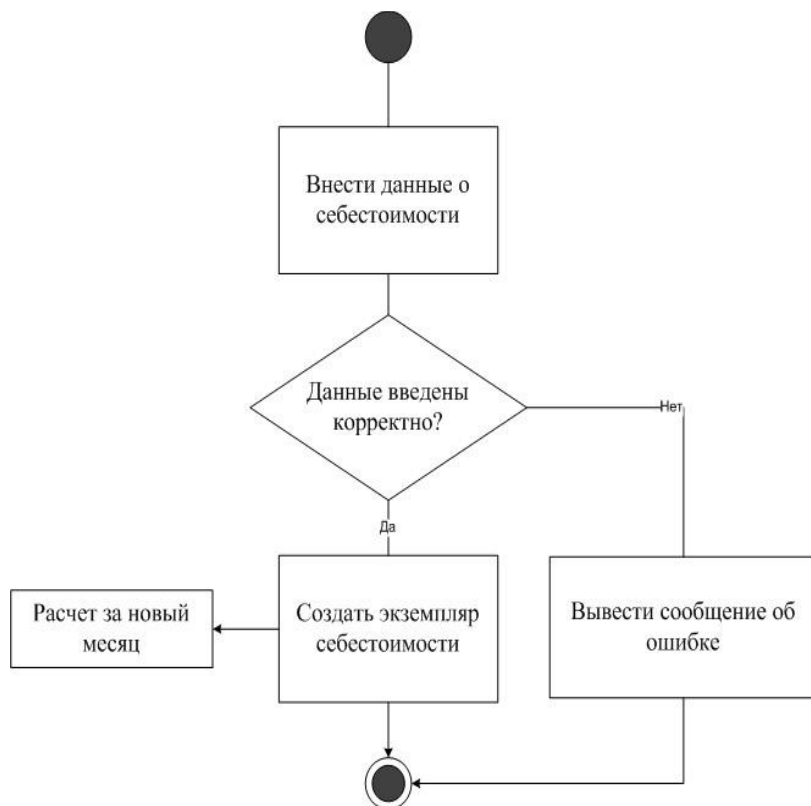 Внести данные о
себестоимости
Данные введены
корректно?
Нет
Да
Расчет за новый
месяц
Создать экземпляр
себестоимости
Вывести сообщение об
ошибке